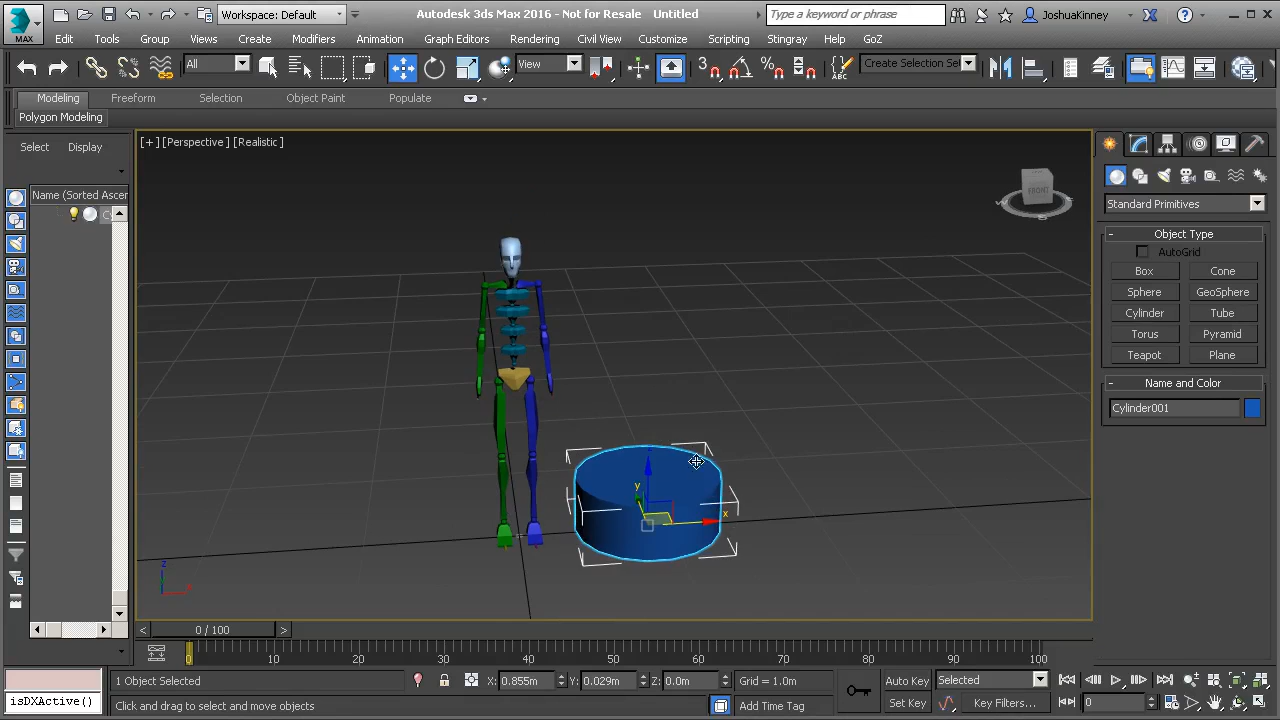 Workspace: Default
Autodesk 3ds Max 2016 - Not for Resale Untitled
Type a keyword or phrase
JoshuaKinney
MAX
Edit Tools Group Views Create Modifiers Animation Graph Editors Rendering Civil View Customize Scripting Stingray Help GoZ
All
View
Create Selection Se
Modeling Freeform Selection Object Paint Populate
Polygon Modeling
Select Display
[+] [Perspective] [Realistic]
Name (Sorted Ascen
FRONT
Standard Primitives
- Object Type
AutoGrid
Box Cone
Sphere GeoSphere
Cylinder Tube
Torus Pyramid
Teapot Plane
- Name and Color
Cylinder001
y
x
z
< 0 / 100 >
0 10 20 30 40 50 60 70 80 90 100
1 Object Selected
X: 0.855m Y: 0.029m Z: 0.0m
Grid = 1.0m
Auto Key
Selected
isDXActive()
Click and drag to select and move objects
Add Time Tag
Set Key
Key Filters...
0